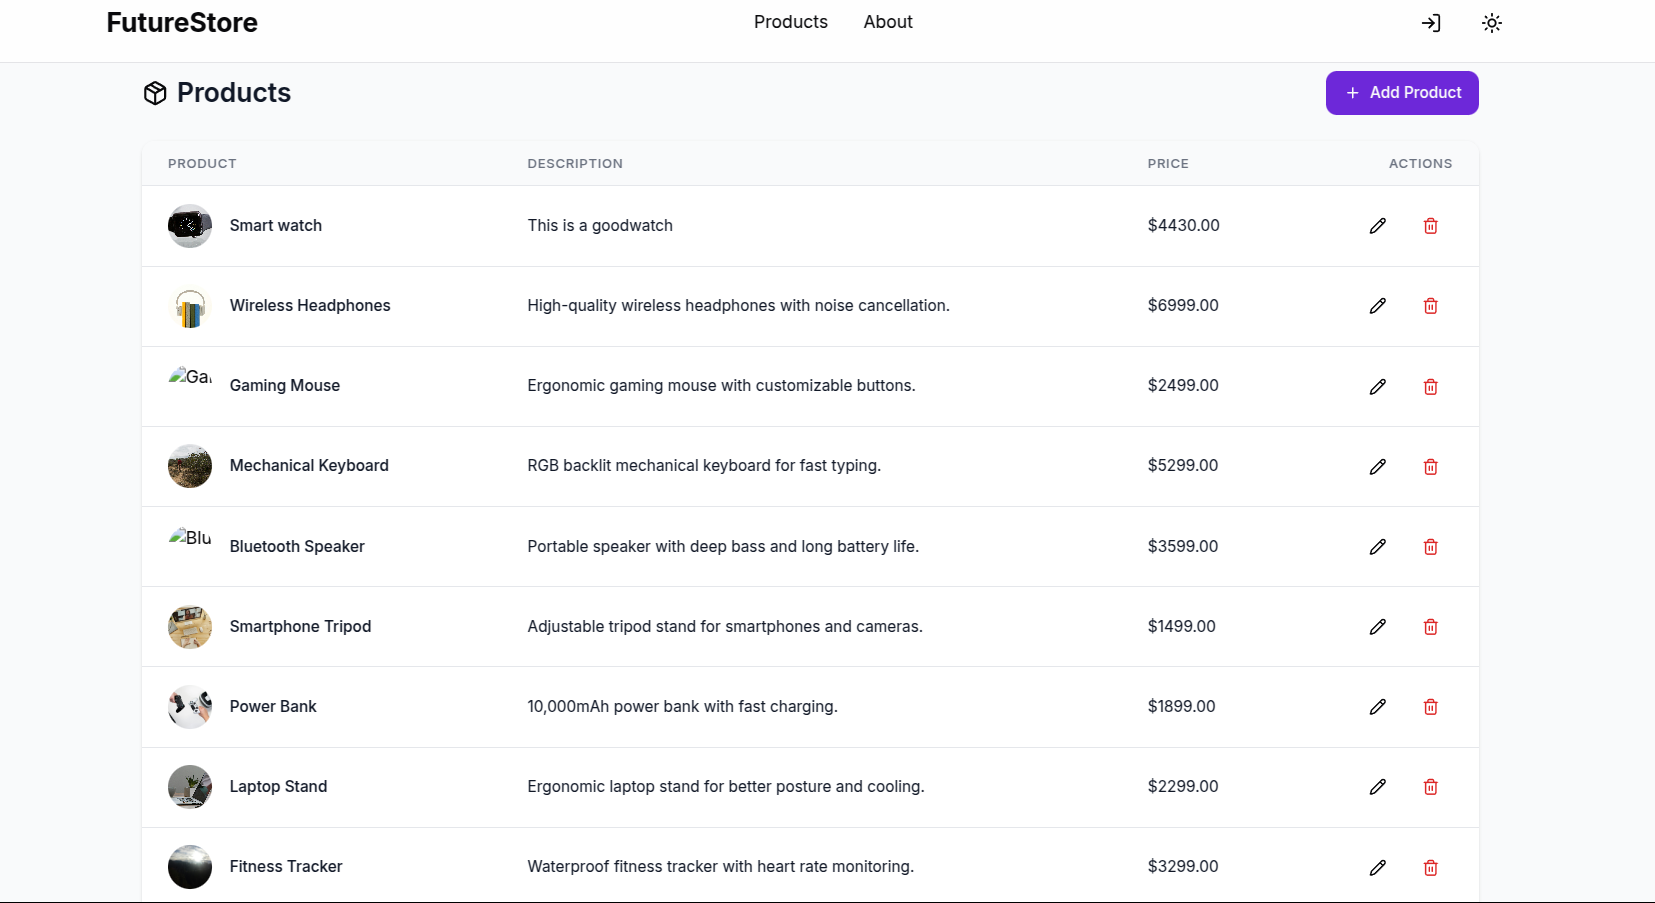 FutureStore
Products About
Products
Add Product
PRODUCT DESCRIPTION PRICE ACTIONS
Smart watch This is a goodwatch $4430.00
Wireless Headphones High-quality wireless headphones with noise cancellation. $6999.00
Ga
Gaming Mouse Ergonomic gaming mouse with customizable buttons. $2499.00
Mechanical Keyboard RGB backlit mechanical keyboard for fast typing. $5299.00
Blu
Bluetooth Speaker Portable speaker with deep bass and long battery life. $3599.00
Smartphone Tripod Adjustable tripod stand for smartphones and cameras. $1499.00
Power Bank 10,000mAh power bank with fast charging. $1899.00
Laptop Stand Ergonomic laptop stand for better posture and cooling. $2299.00
Fitness Tracker Waterproof fitness tracker with heart rate monitoring. $3299.00